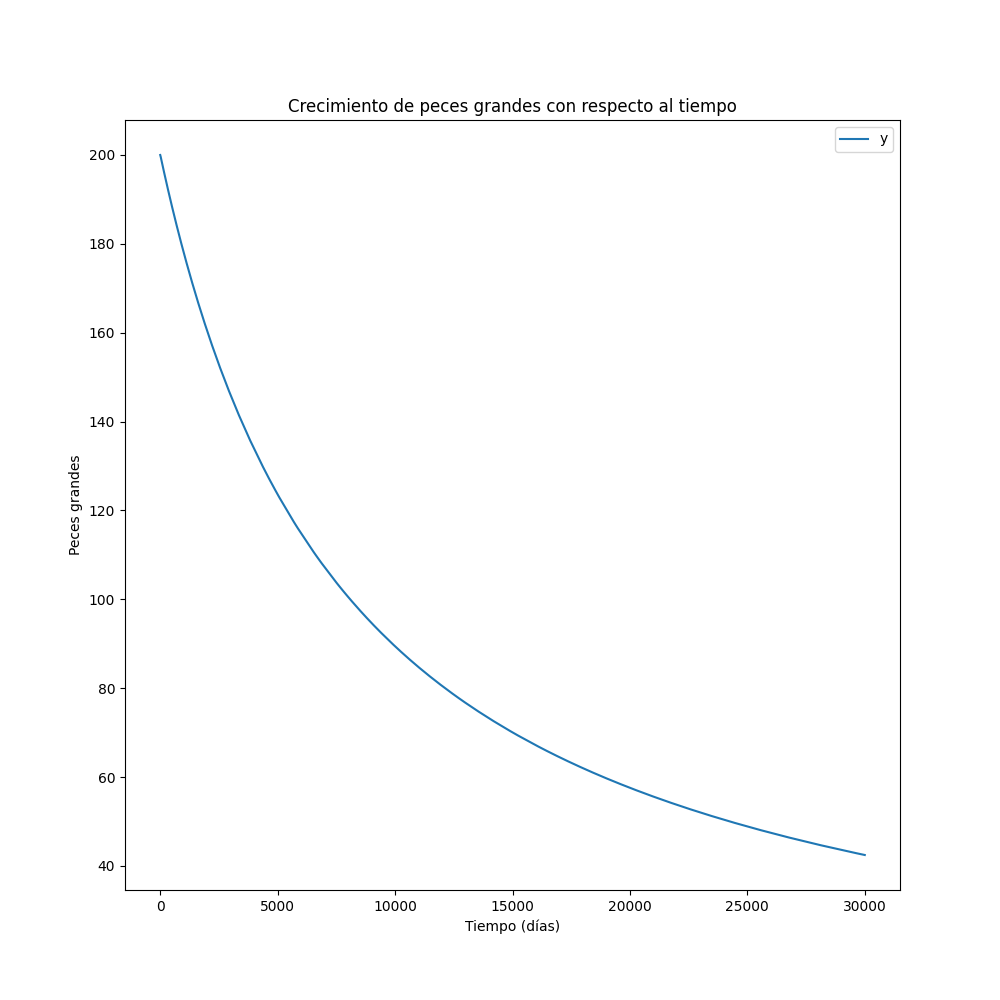 Crecimiento de peces grandes con respecto al tiempo
y
200
180
160
140
120
100
80
60
40
Peces grandes
0 5000 10000 15000 20000 25000 30000
Tiempo (días)